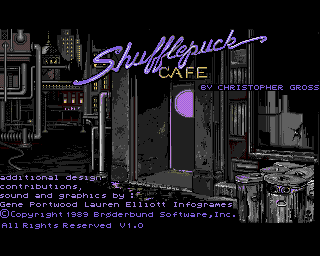 Shufflepuck
CAFE
BY CHRISTOPHER GROSS
additional design
contributions,
sound and graphics by :
Gene Portwood Lauren Elliott Infogrames
©Copyright 1989 Brøderbund Software,Inc.
All Rights Reserved V1.0